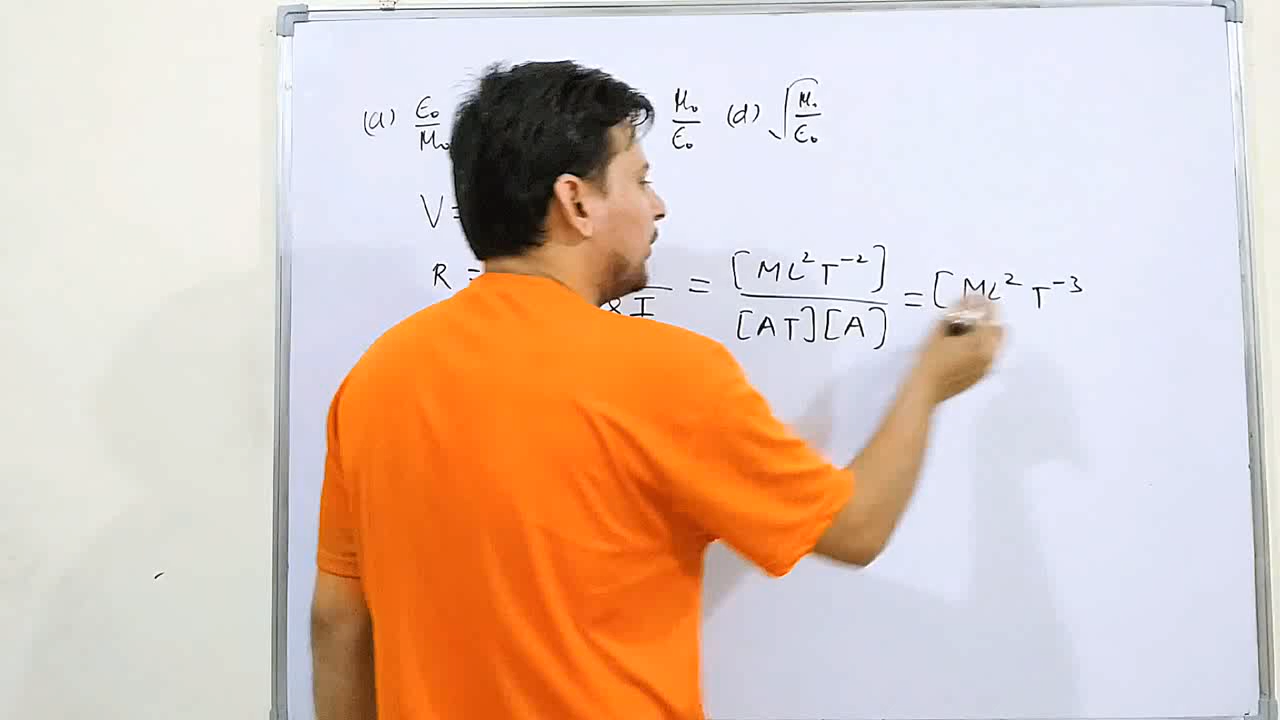 (a) ε₀/μ₀ μ₀/ε₀ (d) √(μ₀/ε₀)
V =
R = /(&I) = [ML²T⁻²]/([AT][A]) = [ML²T⁻³